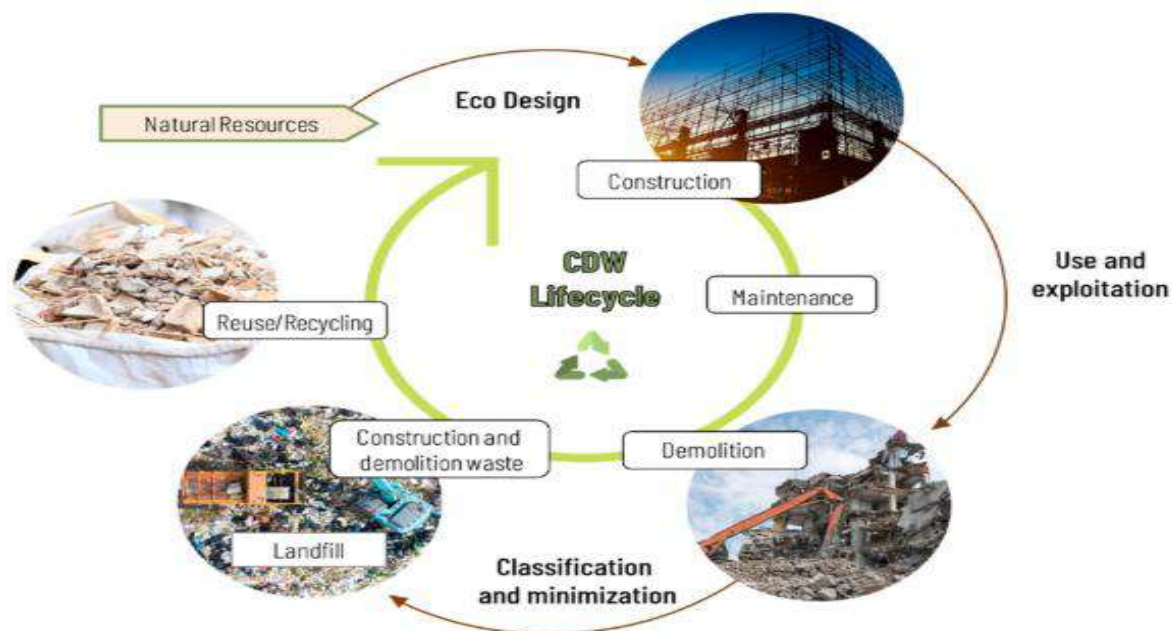 Eco Design
Natural Resources
Construction
CDW
Lifecycle
Use and
exploitation
Maintenance
Reuse/Recycling
Construction and
demolition waste
Demolition
Landfill
Classification
and minimization